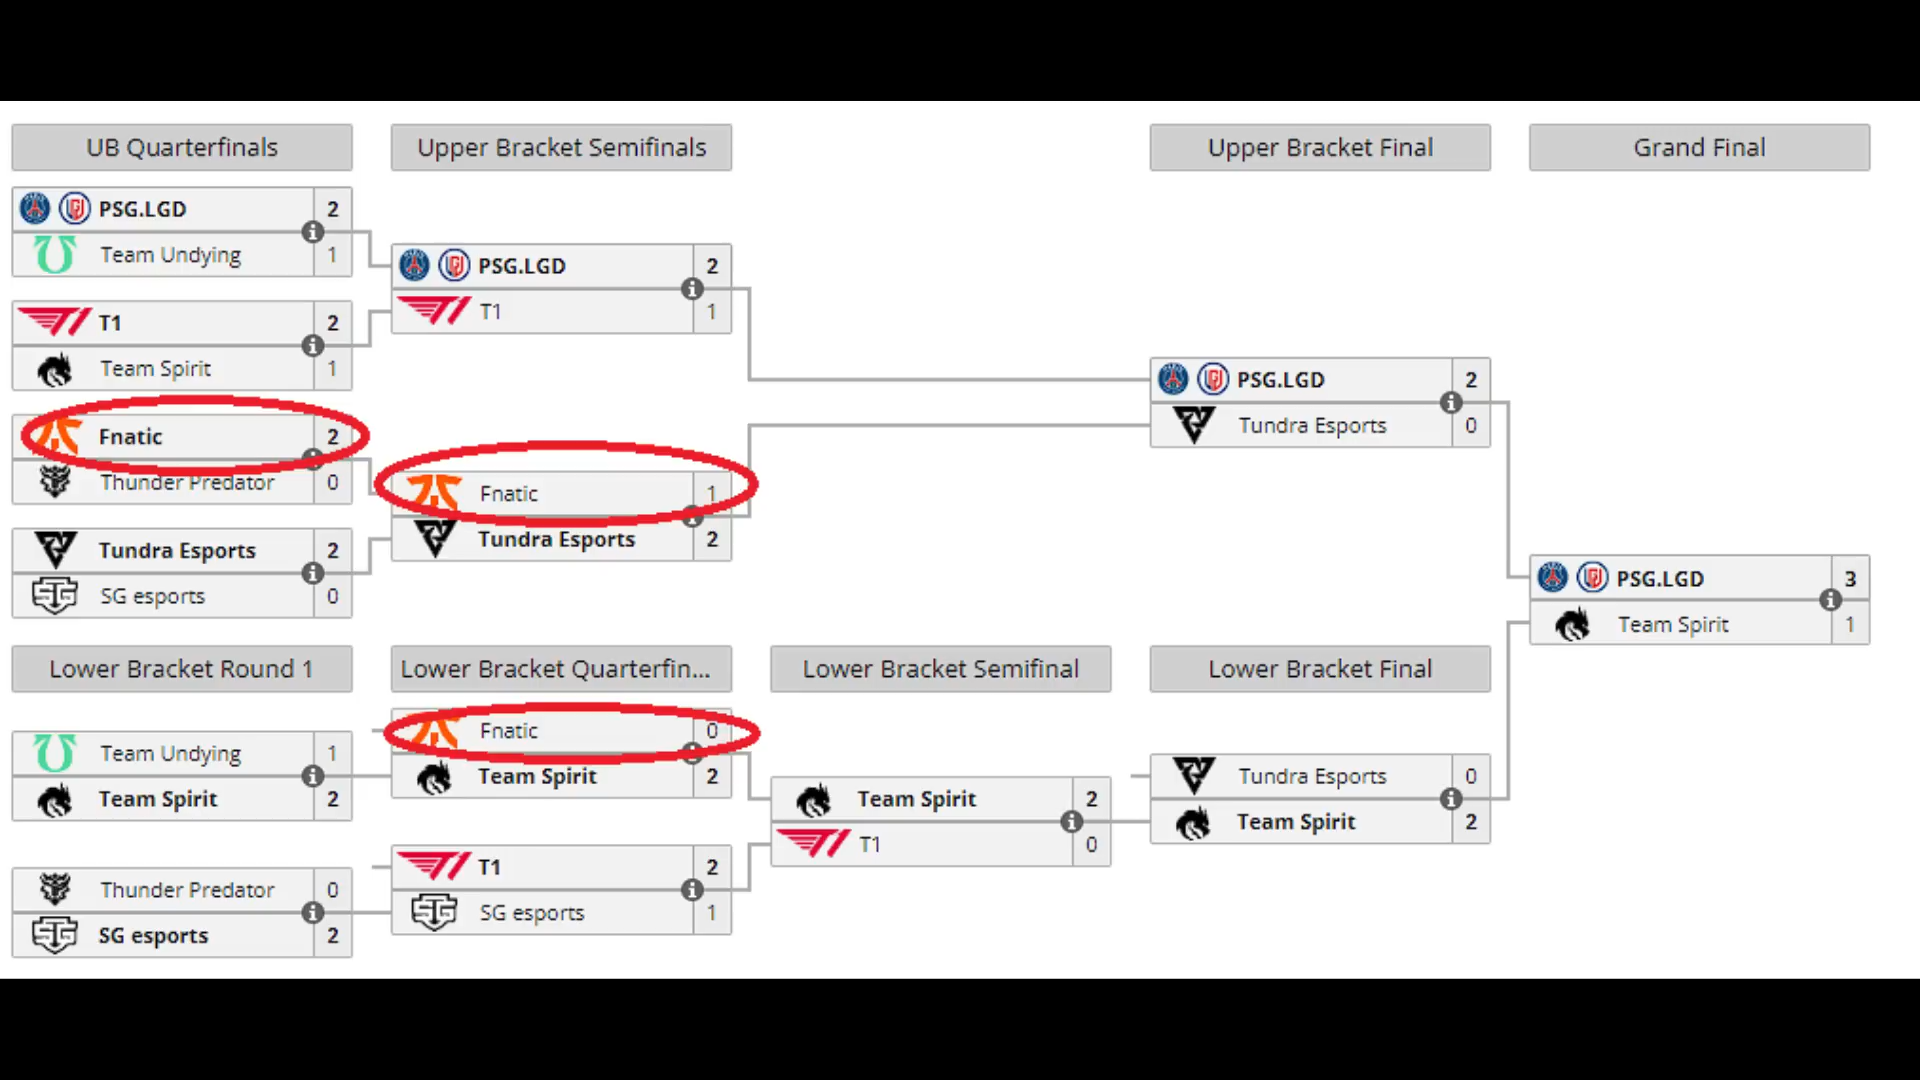 UB Quarterfinals
Upper Bracket Semifinals
Upper Bracket Final
Grand Final
PSG.LGD 2
Team Undying 1
T1 2
Team Spirit 1
Fnatic 2
Thunder Predator 0
Tundra Esports 2
SG esports 0
PSG.LGD 2
T1 1
Fnatic 1
Tundra Esports 2
PSG.LGD 2
Tundra Esports 0
PSG.LGD 3
Team Spirit 1
Lower Bracket Round 1
Lower Bracket Quarterfin...
Lower Bracket Semifinal
Lower Bracket Final
Team Undying 1
Team Spirit 2
Thunder Predator 0
SG esports 2
Fnatic 0
Team Spirit 2
T1 2
SG esports 1
Team Spirit 2
T1 0
Tundra Esports 0
Team Spirit 2